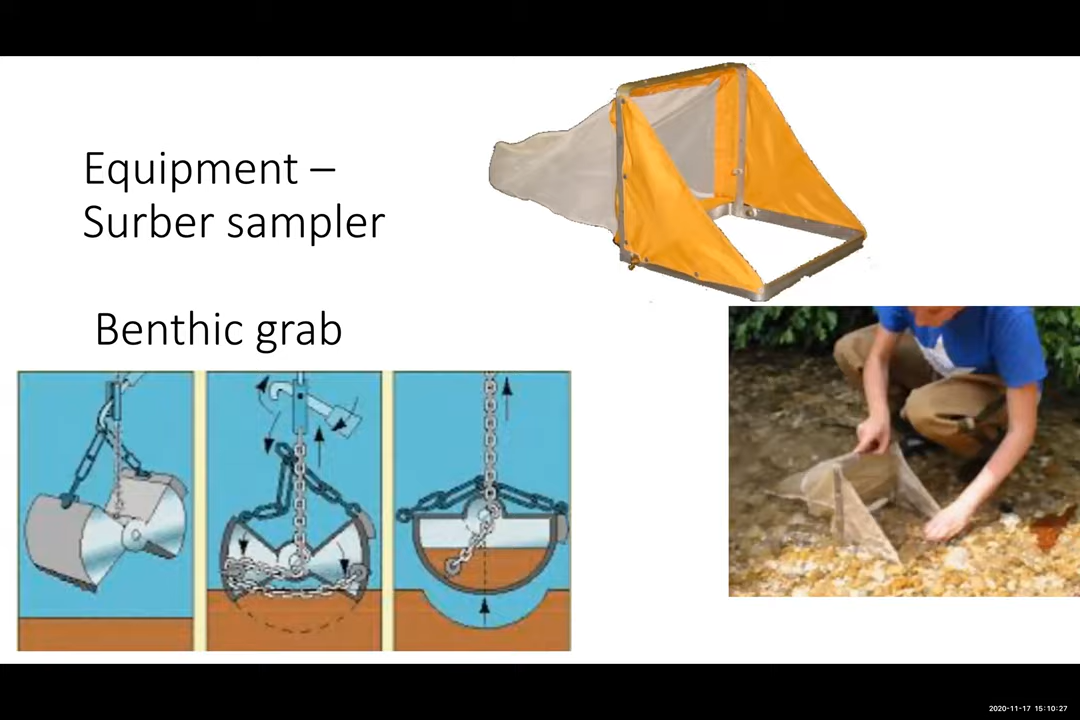 Equipment –
Surber sampler
Benthic grab
2020-11-17 15:10:27